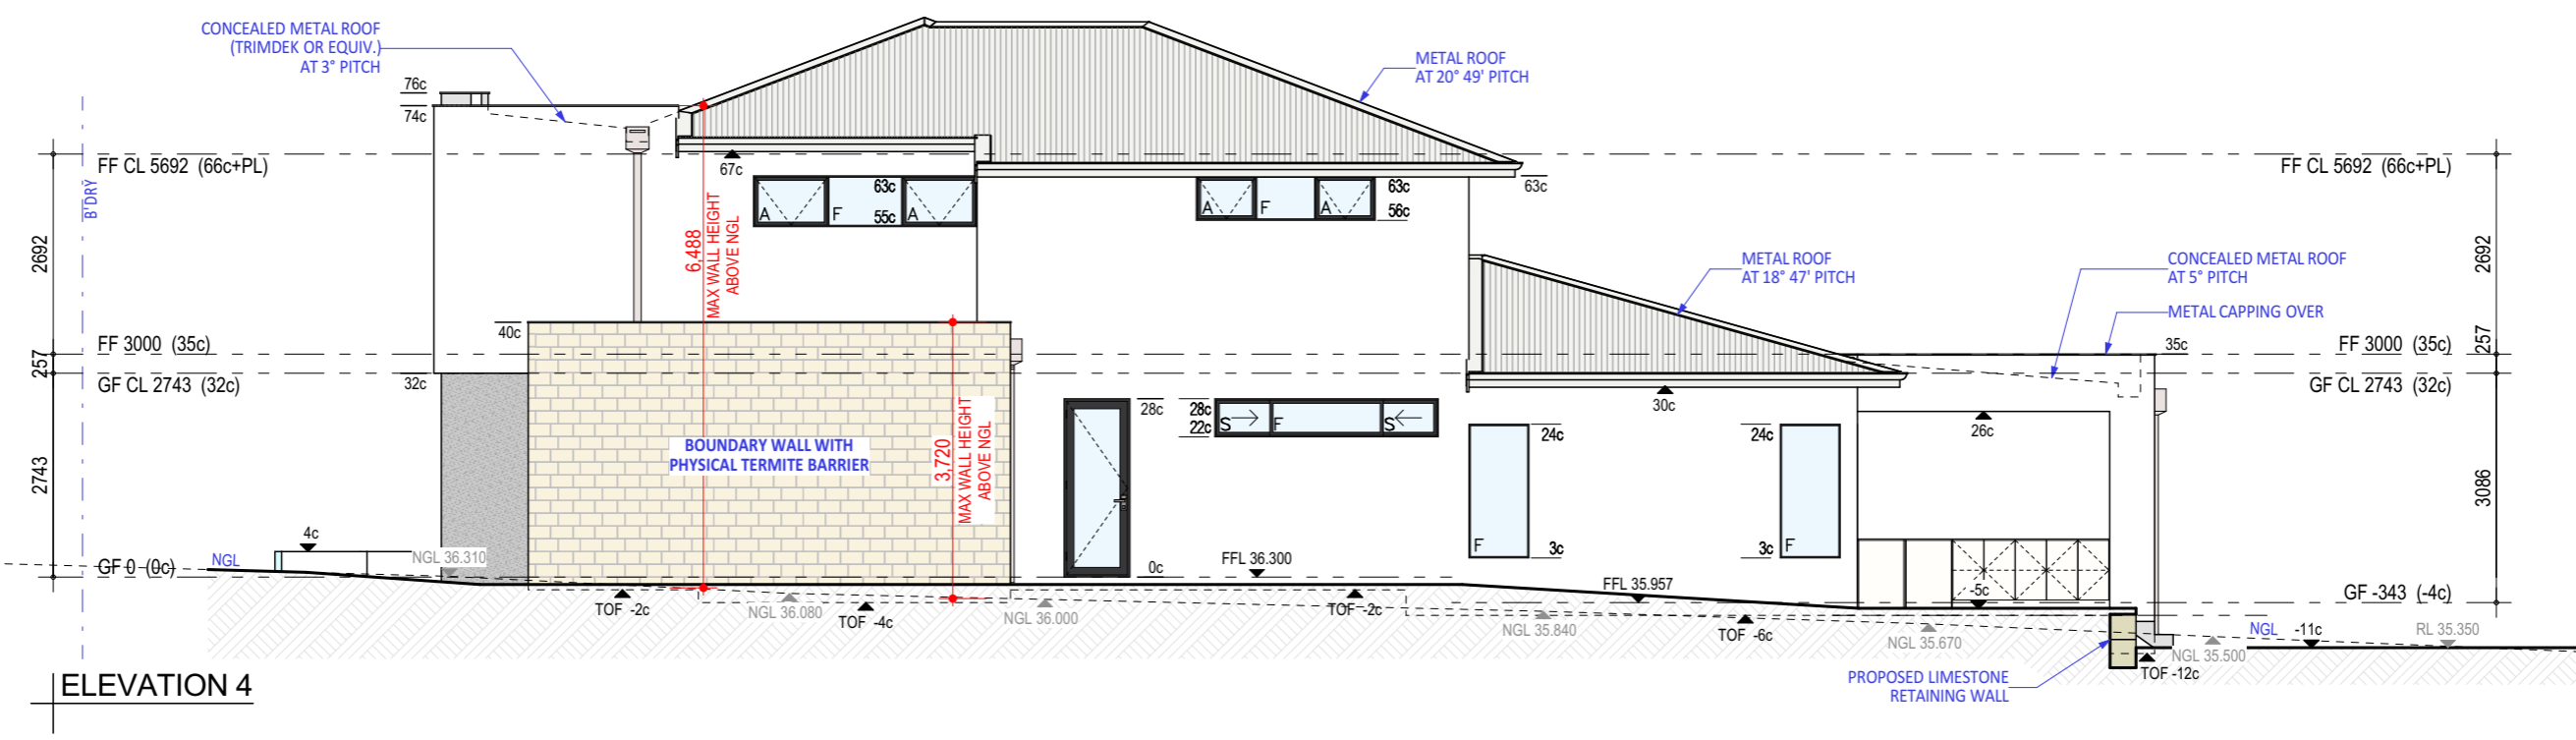 CONCEALED METAL ROOF
(TRIMDEK OR EQUIV.)
AT 3° PITCH
METAL ROOF
AT 20° 49' PITCH
76c
74c
FF CL 5692 (66c+PL)
67c
FF CL 5692 (66c+PL)
B'DRY
A
F
A
63c
55c
A
F
A
63c
56c
63c
2692
6,488
MAX WALL HEIGHT
ABOVE NGL
METAL ROOF
AT 18° 47' PITCH
CONCEALED METAL ROOF
AT 5° PITCH
METAL CAPPING OVER
2692
40c
FF 3000 (35c)
35c
FF 3000 (35c)
257
257
GF CL 2743 (32c)
32c
GF CL 2743 (32c)
30c
28c
28c
22c
S
F
S
24c
24c
26c
2743
BOUNDARY WALL WITH
PHYSICAL TERMITE BARRIER
3,720
MAX WALL HEIGHT
ABOVE NGL
3086
F
3c
3c
F
4c
NGL
NGL 36.310
GF 0 (0c)
0c
FFL 36.300
FFL 35.957
-5c
GF -343 (-4c)
TOF -2c
NGL 36.080
TOF -4c
NGL 36.000
TOF -2c
NGL 35.840
TOF -6c
NGL 35.670
NGL 35.500
NGL
-11c
RL 35.350
TOF -12c
PROPOSED LIMESTONE
RETAINING WALL
ELEVATION 4